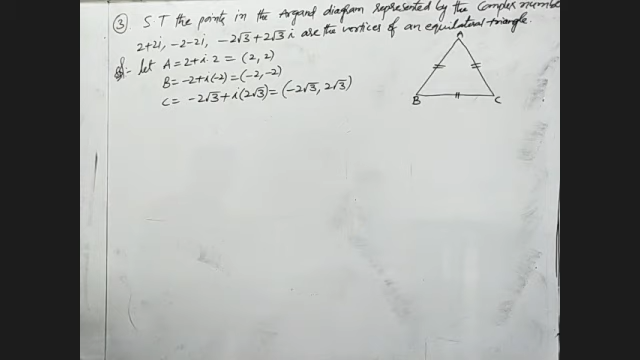 ③ S.T the points in the Argand diagram represented by the Complex numbe
2+2i, -2-2i, -2√3+2√3 i are the vertices of an equilateral triangle.
Sol:- Let A = 2+i·2 = (2, 2)
B = -2+i(-2) = (-2, -2)
C = -2√3 + i(2√3) = (-2√3, 2√3)
A
B C